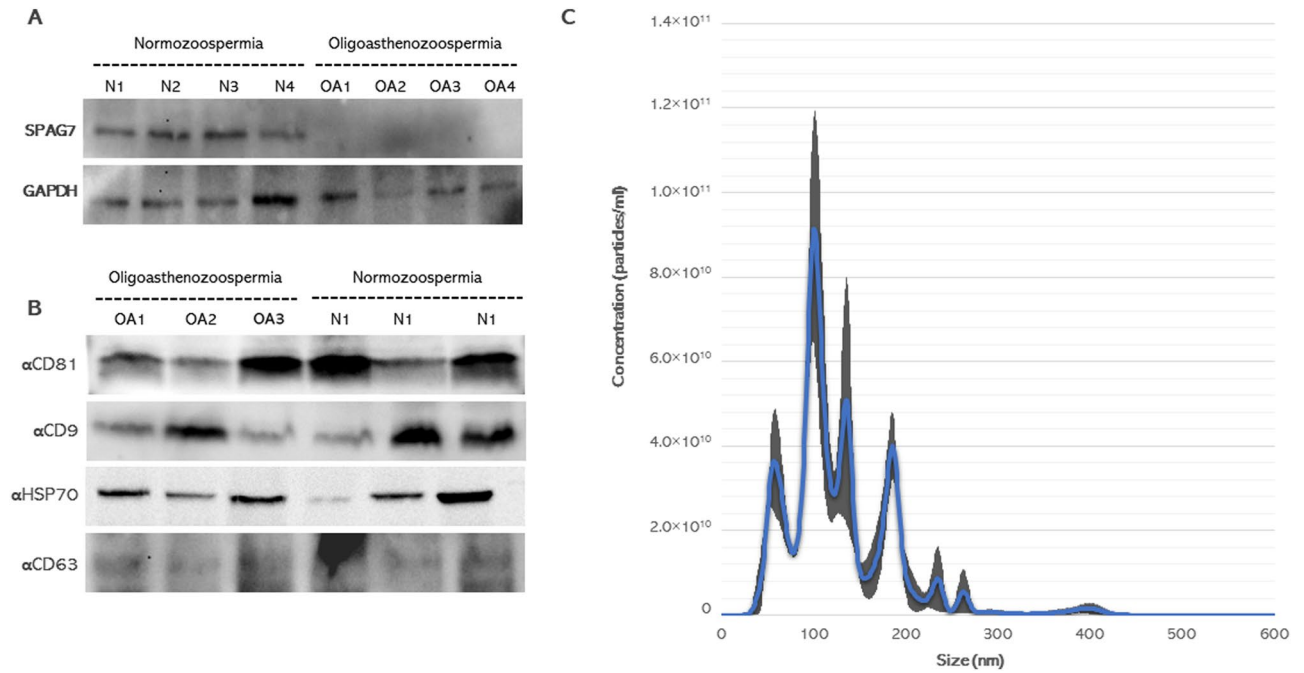 A
Normozoospermia Oligoasthenozoospermia
N1 N2 N3 N4 OA1 OA2 OA3 OA4
SPAG7
GAPDH
B
Oligoasthenozoospermia Normozoospermia
OA1 OA2 OA3 N1 N1 N1
αCD81
αCD9
αHSP70
αCD63
C
Concentration (particles/ml)
1.4×10¹¹
1.2×10¹¹
1.0×10¹¹
8.0×10¹⁰
6.0×10¹⁰
4.0×10¹⁰
2.0×10¹⁰
0
0 100 200 300 400 500 600
Size (nm)